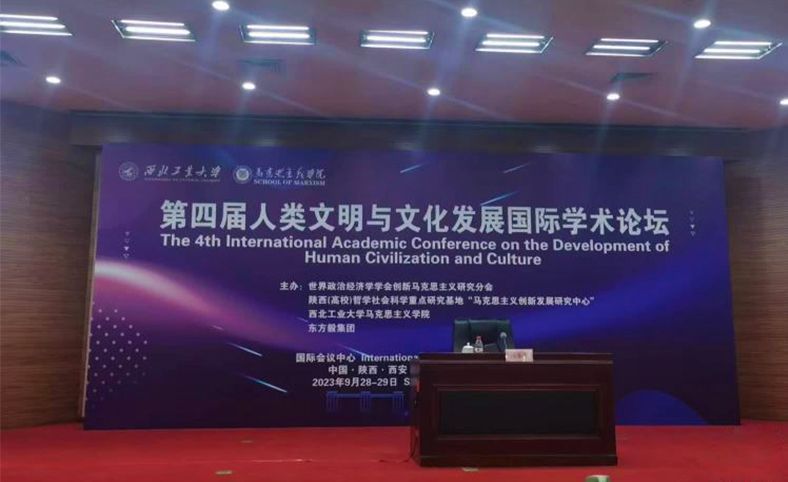 西北工业大学
马克思主义学院
SCHOOL OF MARXISM
第四届人类文明与文化发展国际学术论坛
The 4th International Academic Conference on the Development of
Human Civilization and Culture
主办：世界政治经济学学会创新马克思主义研究分会
陕西(高校)哲学社会科学重点研究基地“马克思主义创新发展研究中心”
西北工业大学马克思主义学院
东方毅集团
国际会议中心 Internationa
中国·陕西·西安
2023年9月28-29日 S